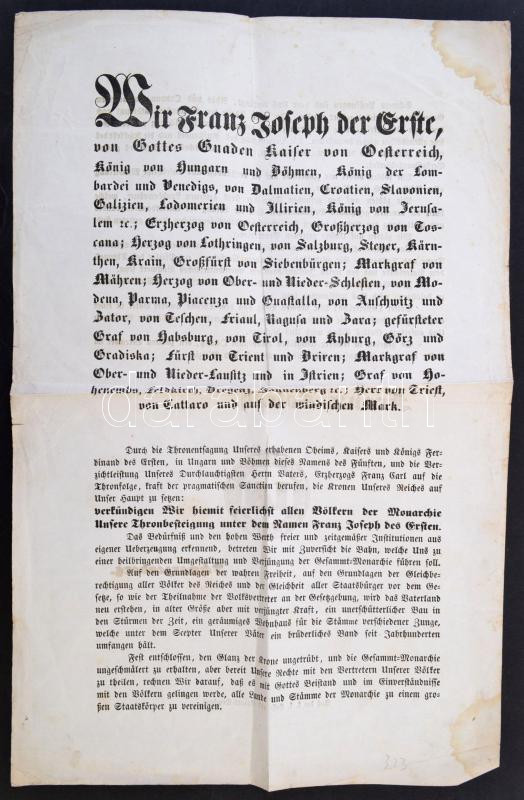 Wir Franz Joseph der Erste,
von Gottes Gnaden Kaiser von Oesterreich,
König von Hungarn und Böhmen, König der Lom-
bardei und Venedigs, von Dalmatien, Croatien, Slavonien,
Galizien, Lodomerien und Illirien, König von Jerusa-
lem ꝛc.; Erzherzog von Oesterreich, Großherzog von Tos-
cana; Herzog von Lothringen, von Salzburg, Steyer, Kärn-
then, Krain, Großfürst von Siebenbürgen; Markgraf von
Mähren; Herzog von Ober- und Nieder-Schlesien, von Mo-
dena, Parma, Piacenza und Guastalla, von Auschwitz und
Zator, von Teschen, Friaul, Ragusa und Zara; gefürsteter
Graf von Habsburg, von Tirol, von Kyburg, Görz und
Gradiska; Fürst von Trient und Brixen; Markgraf von
Ober- und Nieder-Lausitz und in Istrien; Graf von Ho-
henembs, Feldkirch, Bregenz, Sonnenberg ꝛc.; Herr von Triest,
von Cattaro und auf der windischen Mark.
Durch die Thronentsagung Unseres erhabenen Oheims, Kaisers und Königs Fer-
dinand des Ersten, in Ungarn und Böhmen dieses Namens des Fünften, und die Ver-
zichtleistung Unseres Durchlauchtigsten Herrn Vaters, Erzherzogs Franz Carl auf die
Thronfolge, kraft der pragmatischen Sanction berufen, die Kronen Unseres Reiches auf
Unser Haupt zu setzen:
verkündigen Wir hiemit feierlichst allen Völkern der Monarchie
Unsere Thronbesteigung unter dem Namen Franz Joseph des Ersten.
Das Bedürfniß und den hohen Werth freier und zeitgemäßer Institutionen aus
eigener Ueberzeugung erkennend, betreten Wir mit Zuversicht die Bahn, welche Uns zu
einer heilbringenden Umgestaltung und Verjüngung der Gesammt-Monarchie führen soll.
Auf den Grundlagen der wahren Freiheit, auf den Grundlagen der Gleichbe-
rechtigung aller Völker des Reiches und der Gleichheit aller Staatsbürger vor dem Ge-
setze, so wie der Theilnahme der Volksvertreter an der Gesetzgebung, wird das Vaterland
neu erstehen, in alter Größe aber mit verjüngter Kraft, ein unerschütterlicher Bau in
den Stürmen der Zeit, ein geräumiges Wohnhaus für die Stämme verschiedener Zunge,
welche unter dem Scepter Unserer Väter ein brüderliches Band seit Jahrhunderten
umfangen hält.
Fest entschlossen, den Glanz der Krone ungetrübt, und die Gesammt-Monarchie
ungeschmälert zu erhalten, aber bereit Unsere Rechte mit den Vertretern Unserer Völker
zu theilen, rechnen Wir darauf, daß es mit Gottes Beistand und im Einverständnisse
mit den Völkern gelingen werde, alle Lande und Stämme der Monarchie zu einem gro-
ßen Staatskörper zu vereinigen.
323
darabanth